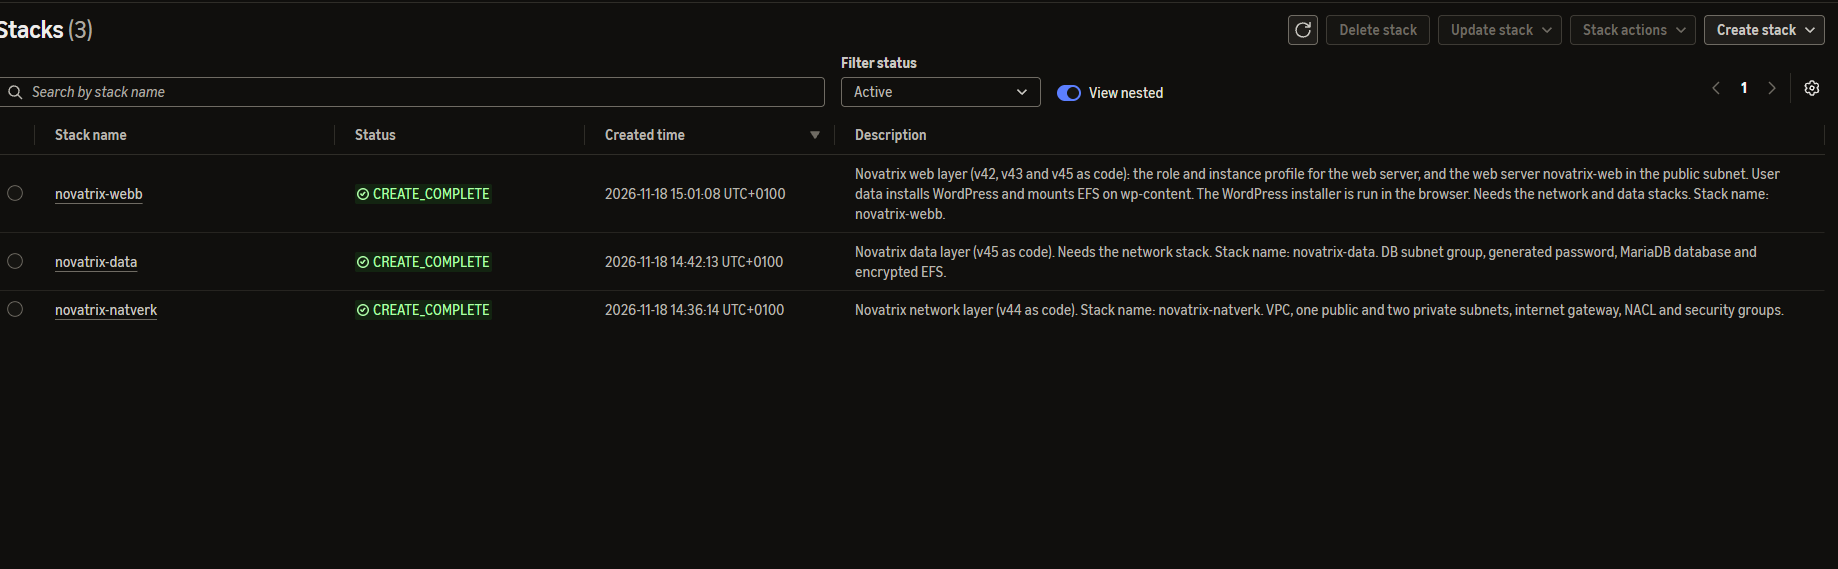 Stacks (3)
Delete stack
Update stack
Stack actions
Create stack
Filter status
Search by stack name
Active
View nested
1
Stack name
Status
Created time
Description
novatrix-webb
CREATE_COMPLETE
2026-11-18 15:01:08 UTC+0100
Novatrix web layer (v42, v43 and v45 as code): the role and instance profile for the web server, and the web server novatrix-web in the public subnet. User
data installs WordPress and mounts EFS on wp-content. The WordPress installer is run in the browser. Needs the network and data stacks. Stack name:
novatrix-webb.
novatrix-data
CREATE_COMPLETE
2026-11-18 14:42:13 UTC+0100
Novatrix data layer (v45 as code). Needs the network stack. Stack name: novatrix-data. DB subnet group, generated password, MariaDB database and
encrypted EFS.
novatrix-natverk
CREATE_COMPLETE
2026-11-18 14:36:14 UTC+0100
Novatrix network layer (v44 as code). Stack name: novatrix-natverk. VPC, one public and two private subnets, internet gateway, NACL and security groups.